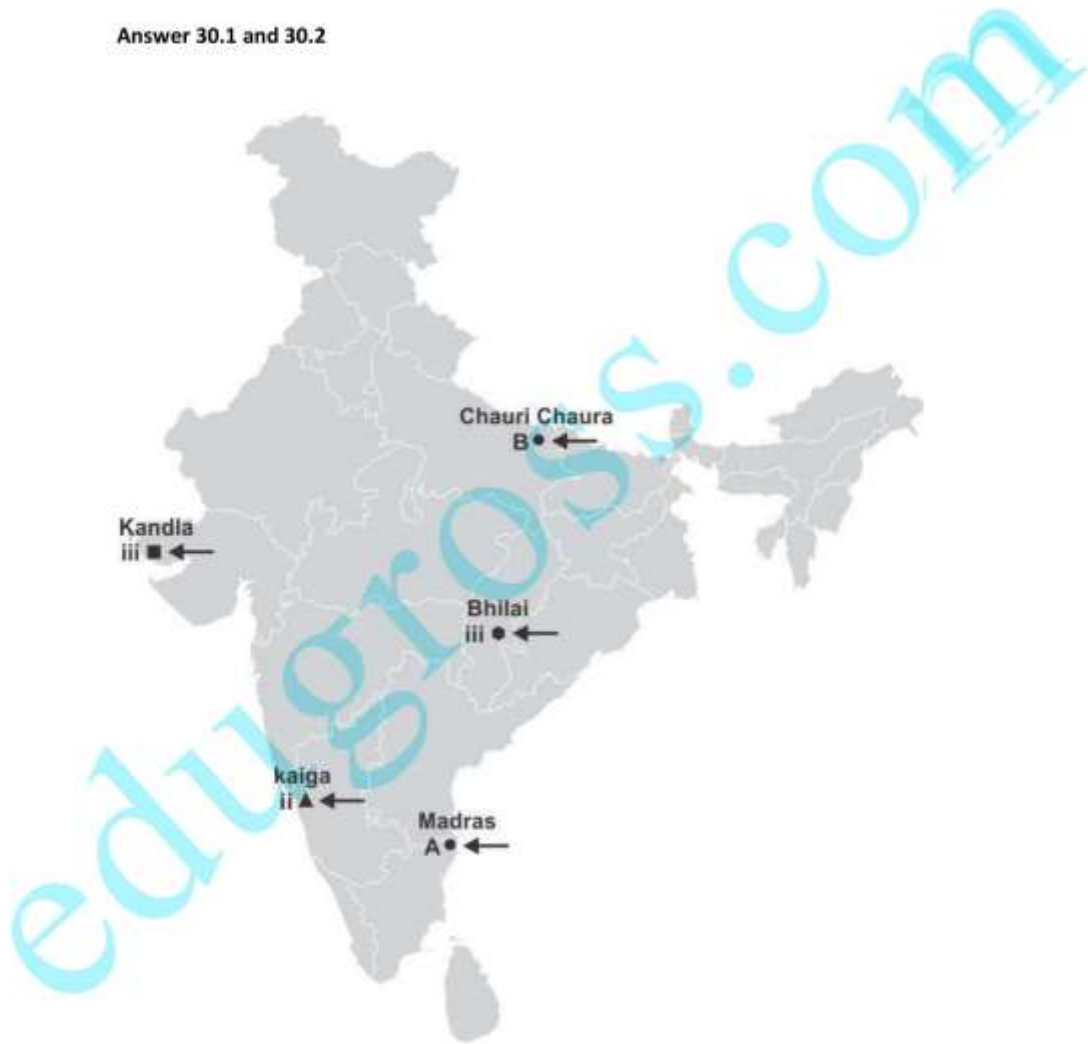 Answer 30.1 and 30.2
Chauri Chaura
B
Kandla
iii
Bhilai
iii
kaiga
ii
Madras
A
edugross.com